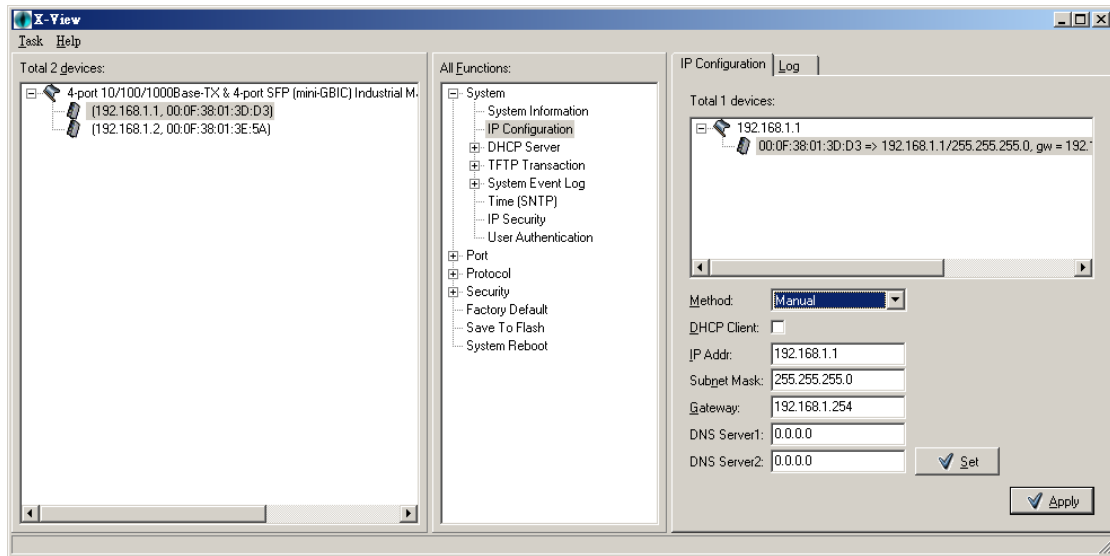 X-View
Task Help
Total 2 devices:
4-port 10/100/1000Base-TX & 4-port SFP (mini-GBIC) Industrial M
(192.168.1.1, 00:0F:38:01:3D:D3)
(192.168.1.2, 00:0F:38:01:3E:5A)
All Functions:
System
System Information
IP Configuration
DHCP Server
TFTP Transaction
System Event Log
Time (SNTP)
IP Security
User Authentication
Port
Protocol
Security
Factory Default
Save To Flash
System Reboot
IP Configuration Log
Total 1 devices:
192.168.1.1
00:0F:38:01:3D:D3 => 192.168.1.1/255.255.255.0, gw = 192.
Method: Manual
DHCP Client:
IP Addr: 192.168.1.1
Subnet Mask: 255.255.255.0
Gateway: 192.168.1.254
DNS Server1: 0.0.0.0
DNS Server2: 0.0.0.0 Set
Apply